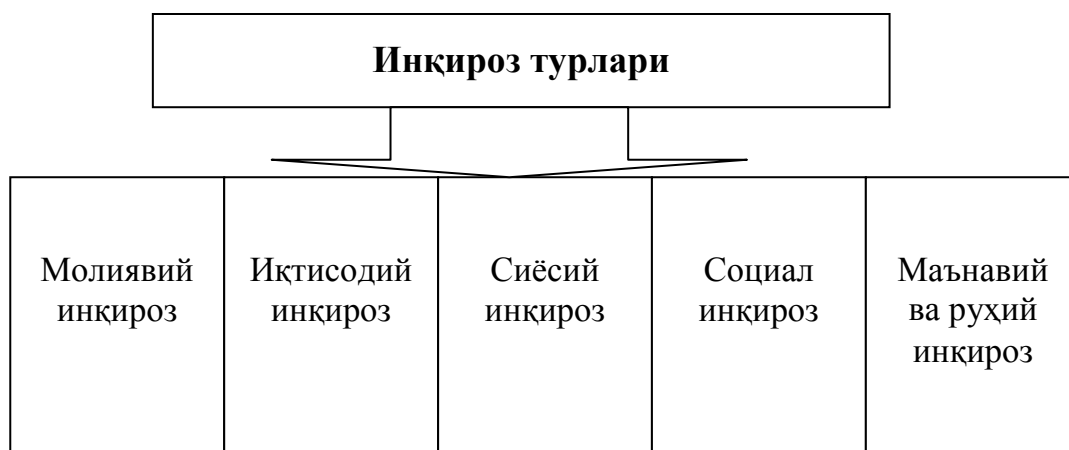 Инқироз турлари
Молиявий
инқироз
Иқтисодий
инқироз
Сиёсий
инқироз
Социал
инқироз
Маънавий
ва руҳий
инқироз